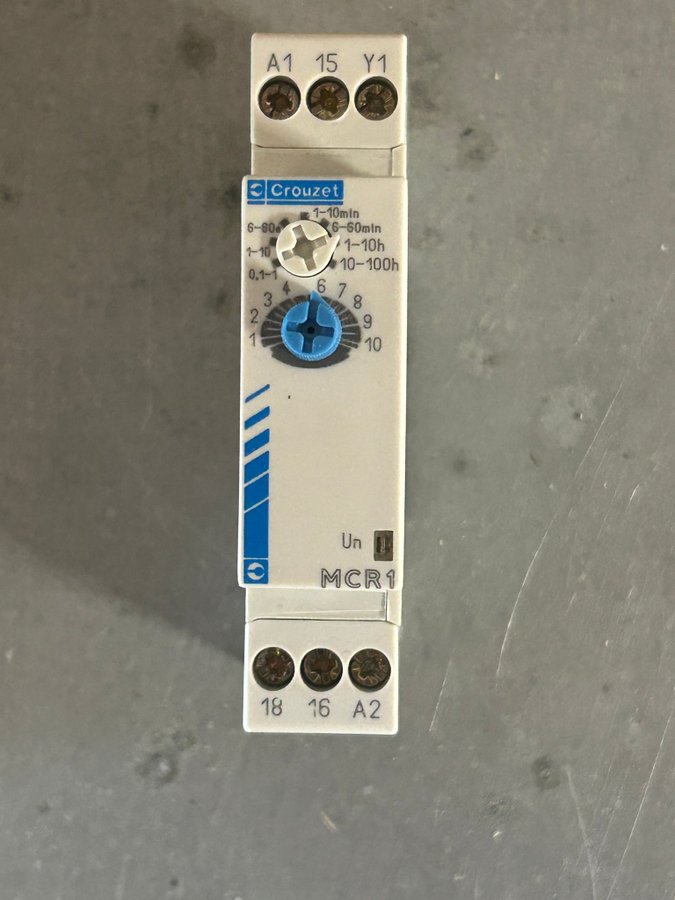 A1 15 Y1
Crouzet
1-10min
6-60s 6-60min
1-10 1-10h
0,1-1 10-100h
1 2 3 4 6 7 8 9 10
Un
MCR1
18 16 A2